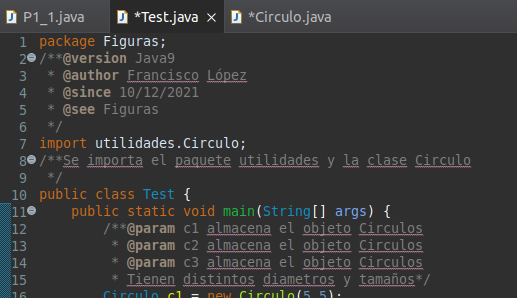 P1_1.java *Test.java *Circulo.java
1 package Figuras;
2 /**@version Java9
3 * @author Francisco López
4 * @since 10/12/2021
5 * @see Figuras
6 */
7 import utilidades.Circulo;
8 /**Se importa el paquete utilidades y la clase Circulo
9 */
10 public class Test {
11 public static void main(String[] args) {
12 /**@param c1 almacena el objeto Circulos
13 * @param c2 almacena el objeto Circulos
14 * @param c3 almacena el objeto Circulos
15 * Tienen distintos diametros y tamaños*/
16 Circulo c1 = new Circulo(5.5);